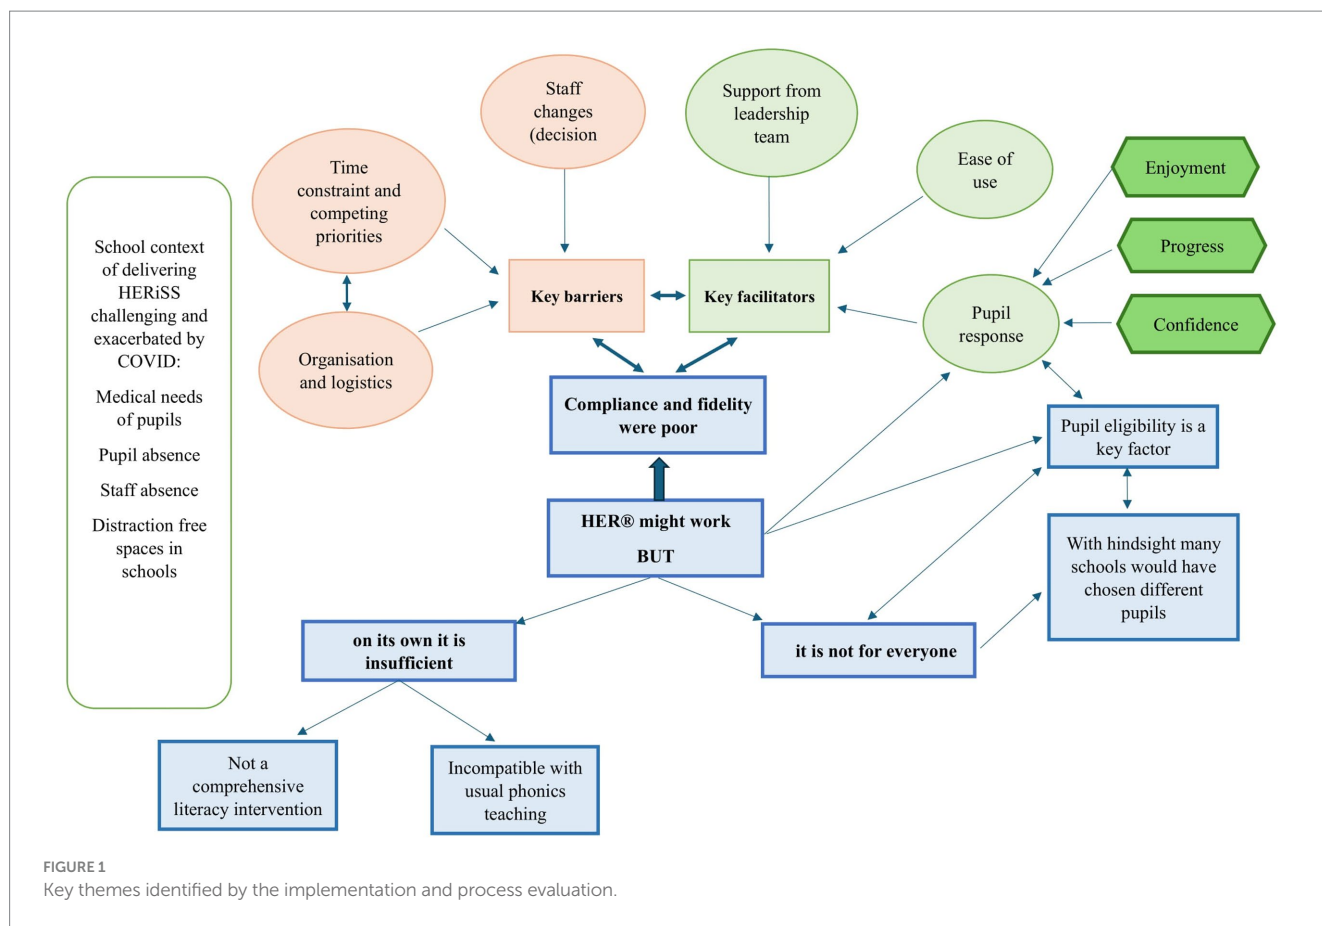 School context
of delivering
HERiSS
challenging and
exacerbated by
COVID:
Medical needs
of pupils
Pupil absence
Staff absence
Distraction free
spaces in
schools
Time
constraint and
competing
priorities
Staff
changes
(decision
Support from
leadership
team
Ease of
use
Enjoyment
Progress
Confidence
Organisation
and logistics
Key barriers
Key facilitators
Pupil
response
Compliance and fidelity
were poor
Pupil eligibility is a
key factor
HER® might work
BUT
With hindsight many
schools would have
chosen different
pupils
on its own it is
insufficient
it is not for everyone
Not a
comprehensive
literacy intervention
Incompatible with
usual phonics
teaching
FIGURE 1
Key themes identified by the implementation and process evaluation.